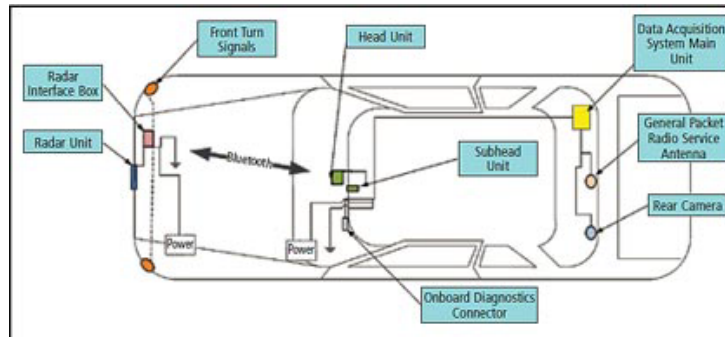 Front Turn
Signals
Head Unit
Data Acquisition
System Main
Unit
Radar
Interface Box
General Packet
Radio Service
Antenna
Radar Unit
Bluetooth
Subhead
Unit
Rear Camera
Power
Power
Onboard Diagnostics
Connector